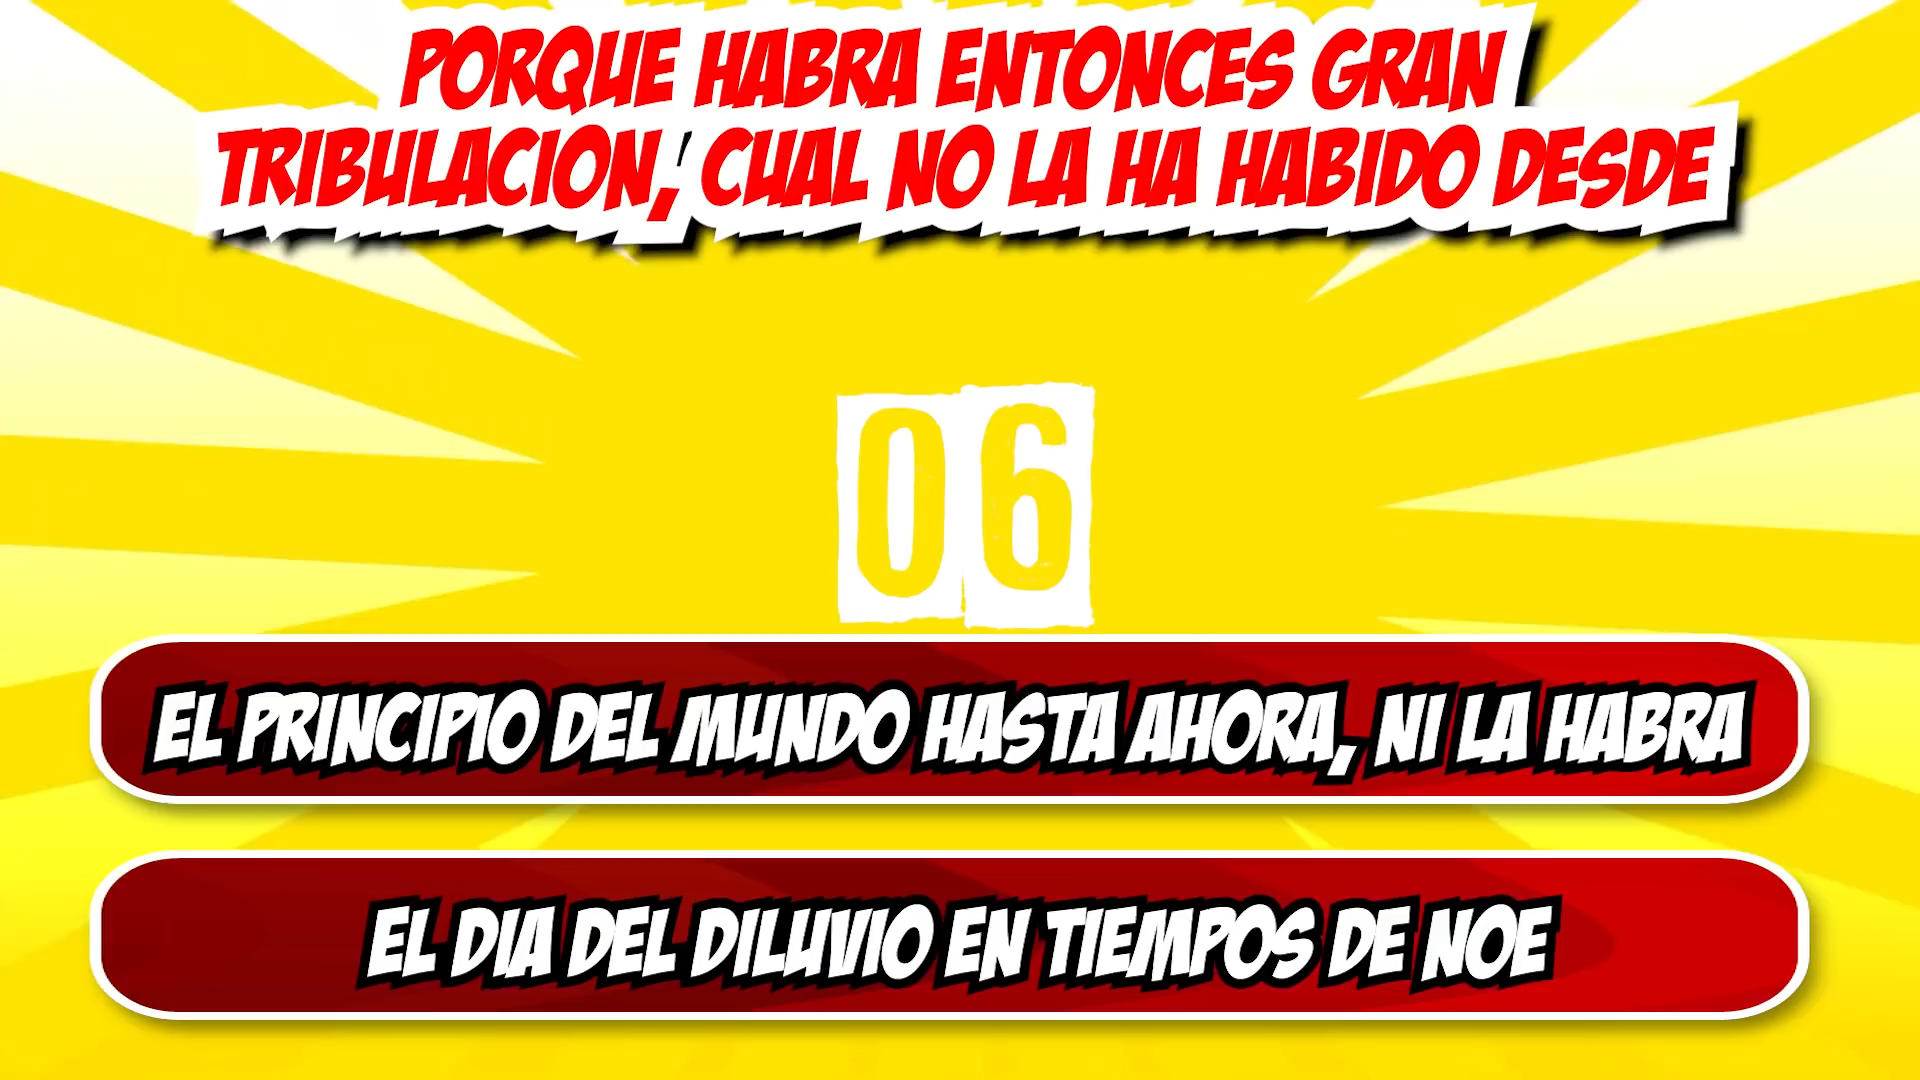 PORQUE HABRA ENTONCES GRAN
TRIBULACION, CUAL NO LA HA HABIDO DESDE
06
EL PRINCIPIO DEL MUNDO HASTA AHORA, NI LA HABRA
EL DIA DEL DILUVIO EN TIEMPOS DE NOE